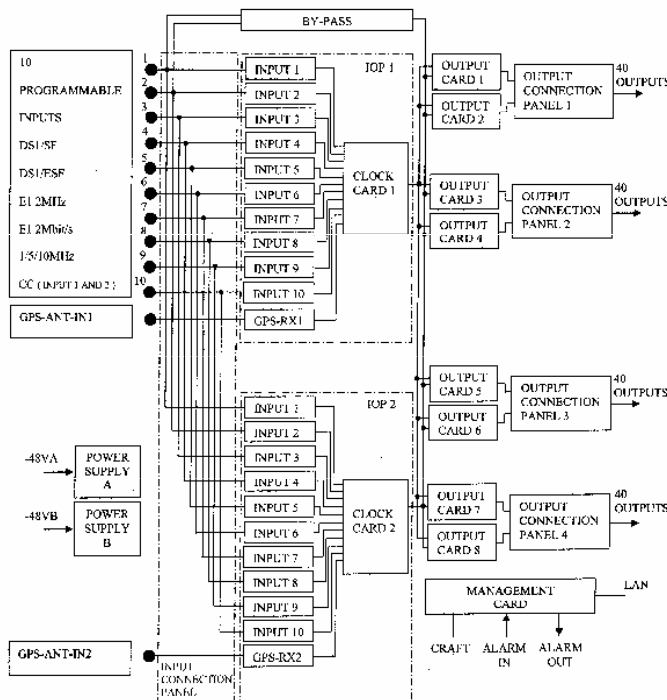 BY-PASS
10
PROGRAMMABLE
INPUTS
DS1/SF
DS1/ESF
E1 2MHz
E1 2Mbit/s
1/5/10MHz
CC (INPUT 1 AND 2)
GPS-ANT-IN1
1
2
3
4
5
6
7
8
9
10
IOP 1
INPUT 1
INPUT 2
INPUT 3
INPUT 4
INPUT 5
INPUT 6
INPUT 7
INPUT 8
INPUT 9
INPUT 10
GPS-RX1
CLOCK
CARD 1
OUTPUT
CARD 1
OUTPUT
CARD 2
OUTPUT
CONNECTION
PANEL 1
40
OUTPUTS
OUTPUT
CARD 3
OUTPUT
CARD 4
OUTPUT
CONNECTION
PANEL 2
40
OUTPUTS
IOP 2
INPUT 1
INPUT 2
INPUT 3
INPUT 4
INPUT 5
INPUT 6
INPUT 7
INPUT 8
INPUT 9
INPUT 10
GPS-RX2
CLOCK
CARD 2
OUTPUT
CARD 5
OUTPUT
CARD 6
OUTPUT
CONNECTION
PANEL 3
40
OUTPUTS
OUTPUT
CARD 7
OUTPUT
CARD 8
OUTPUT
CONNECTION
PANEL 4
40
OUTPUTS
-48VA
POWER
SUPPLY
A
-48VB
POWER
SUPPLY
B
GPS-ANT-IN2
INPUT
CONNECTION
PANEL
MANAGEMENT
CARD
LAN
CRAFT
ALARM
IN
ALARM
OUT